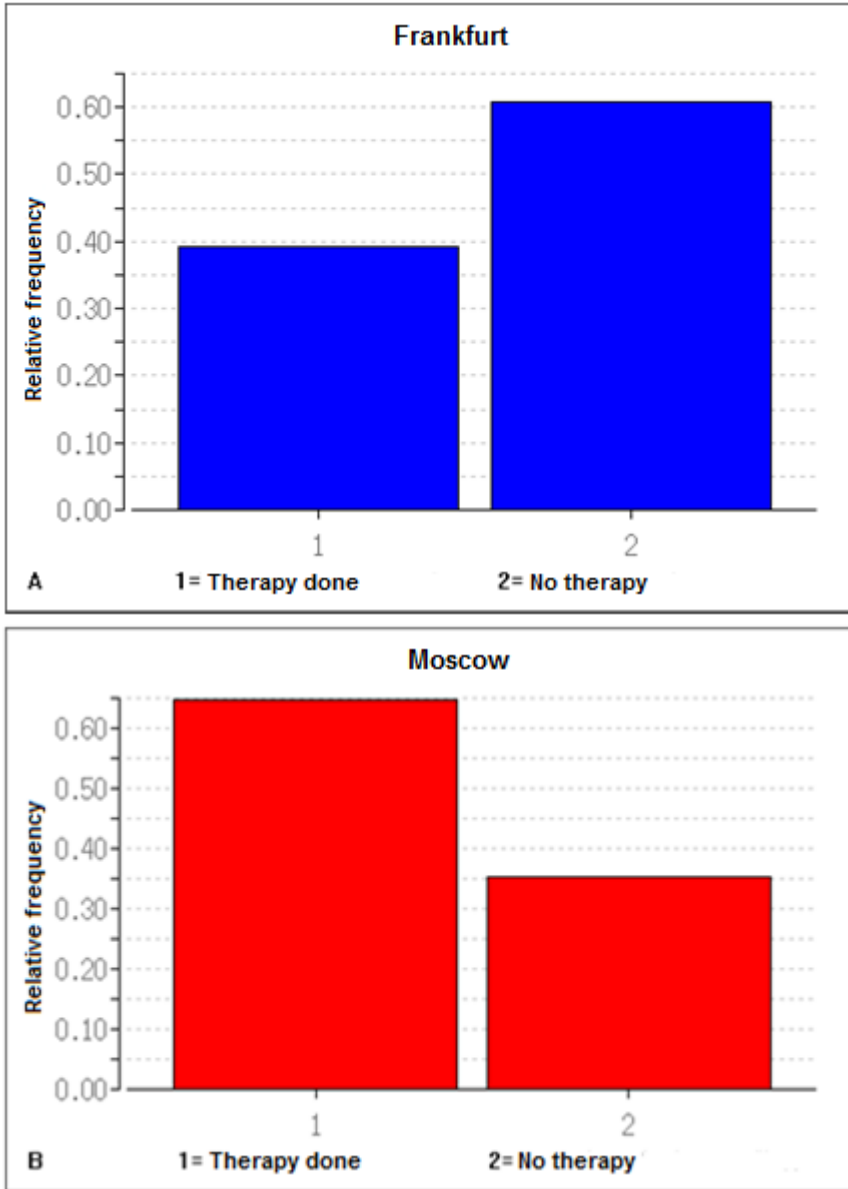 Frankfurt
Relative frequency
0.60
0.50
0.40
0.30
0.20
0.10
0.00
1 2
A 1= Therapy done 2= No therapy
Moscow
Relative frequency
0.60
0.50
0.40
0.30
0.20
0.10
0.00
1 2
B 1= Therapy done 2= No therapy